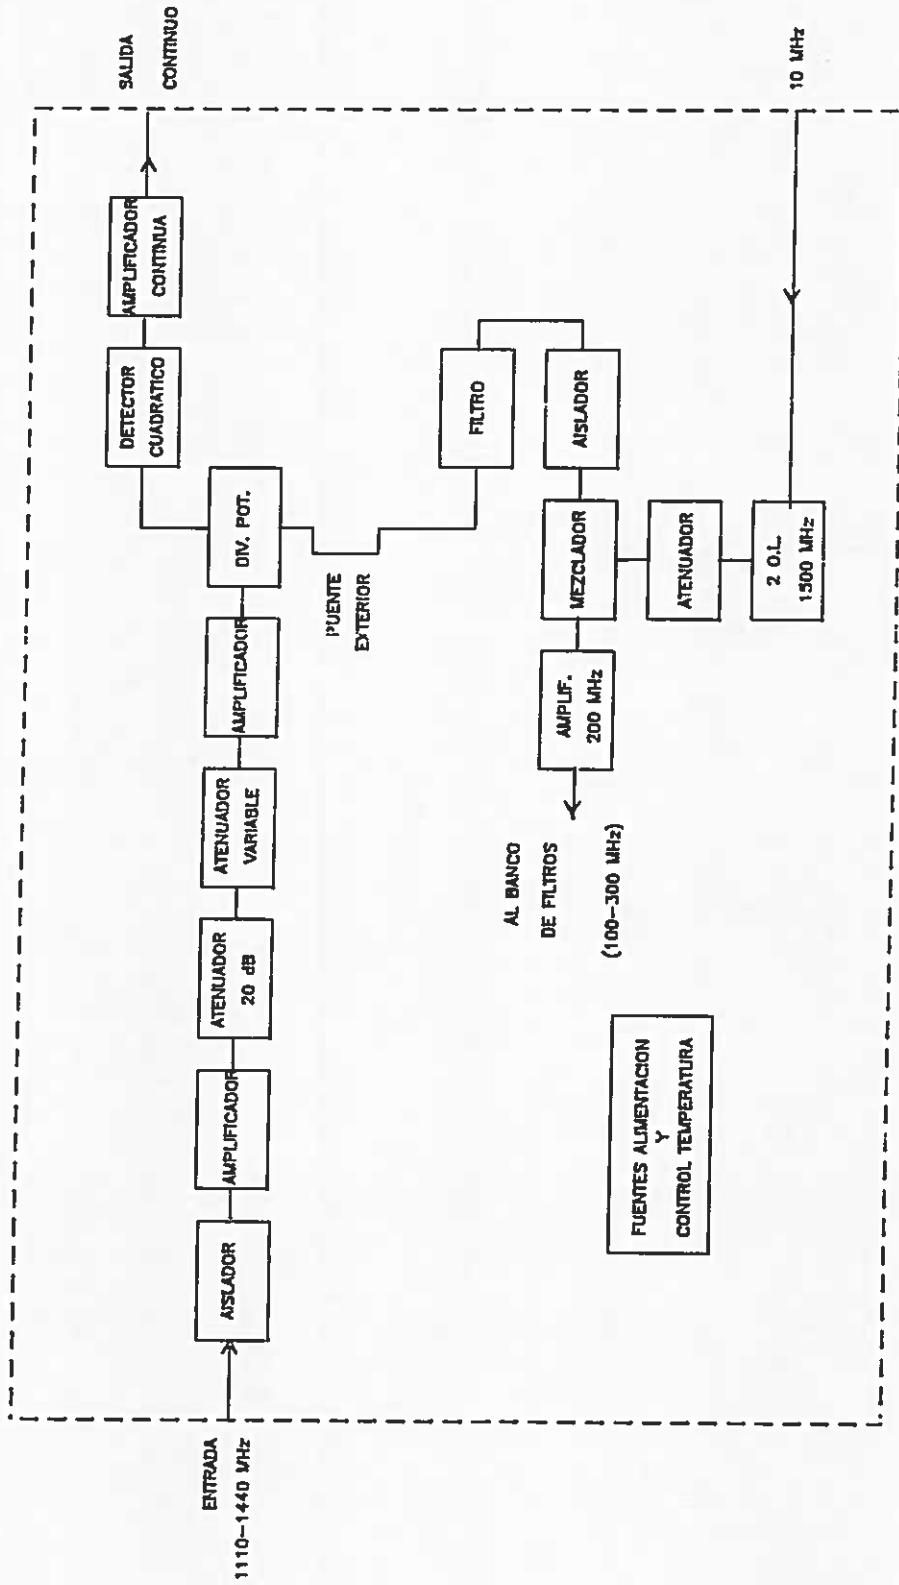 ENTRADA
1110-1440 MHz
AISLADOR
AMPLIFICADOR
ATENUADOR
20 dB
ATENUADOR
VARIABLE
AMPLIFICADOR
DIV. POT.
DETECTOR
CUADRATICO
AMPLIFICADOR
CONTINUA
SALIDA
CONTINUO
PUENTE
EXTERIOR
FILTRO
AISLADOR
MEZCLADOR
AMPLIF.
200 MHz
AL BANCO
DE FILTROS
(100-300 MHz)
ATENUADOR
2 O.L.
1500 MHz
10 MHz
FUENTES ALIMENTACION
Y
CONTROL TEMPERATURA